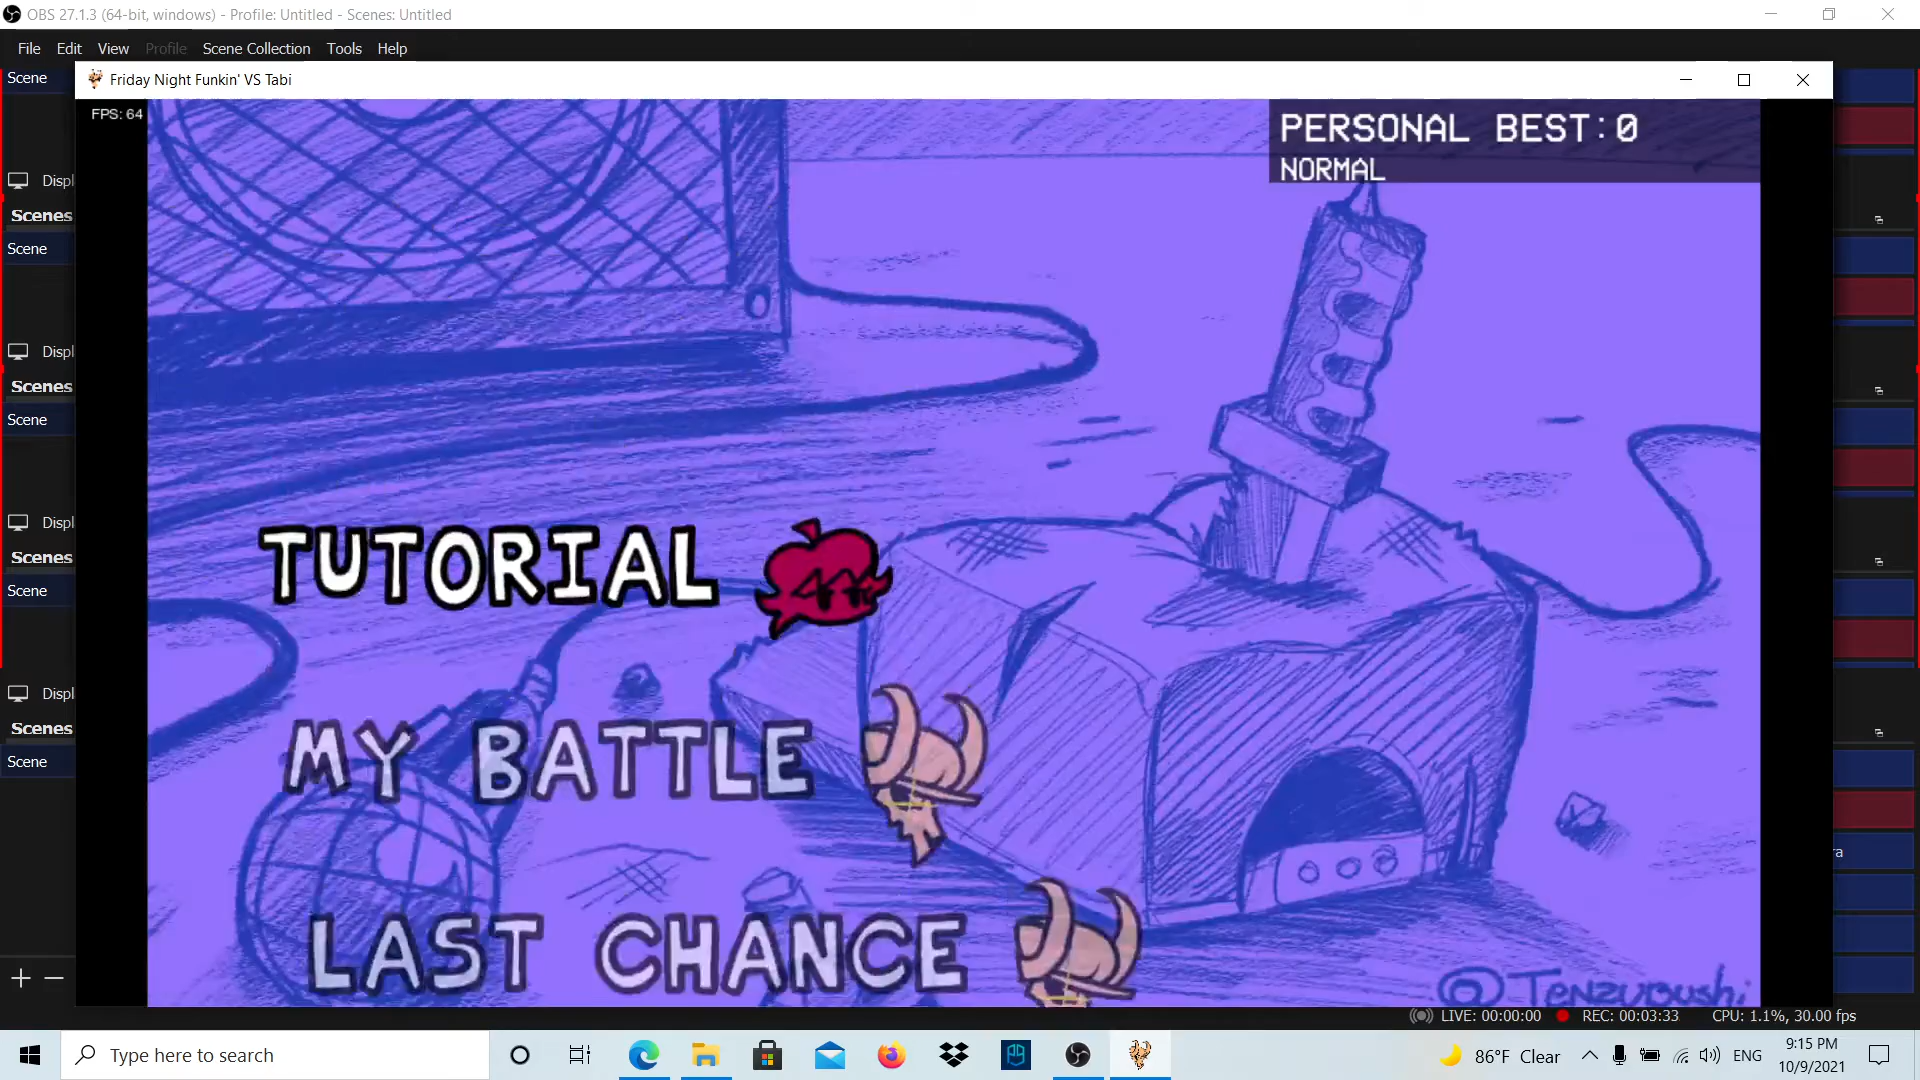 OBS 27.1.3 (64-bit, windows) - Profile: Untitled - Scenes: Untitled
File Edit View Profile Scene Collection Tools Help
Scene
Friday Night Funkin' VS Tabi
FPS: 64
PERSONAL BEST:0
NORMAL
Displ
Scenes
Scene
Displ
Scenes
Scene
Displ
Scenes
Scene
Displ
Scenes
Scene
TUTORIAL
MY BATTLE
LAST CHANCE
ra
@Tenzubushi
LIVE: 00:00:00 REC: 00:03:33 CPU: 1.1%, 30.00 fps
Type here to search
86°F Clear
ENG
9:15 PM
10/9/2021